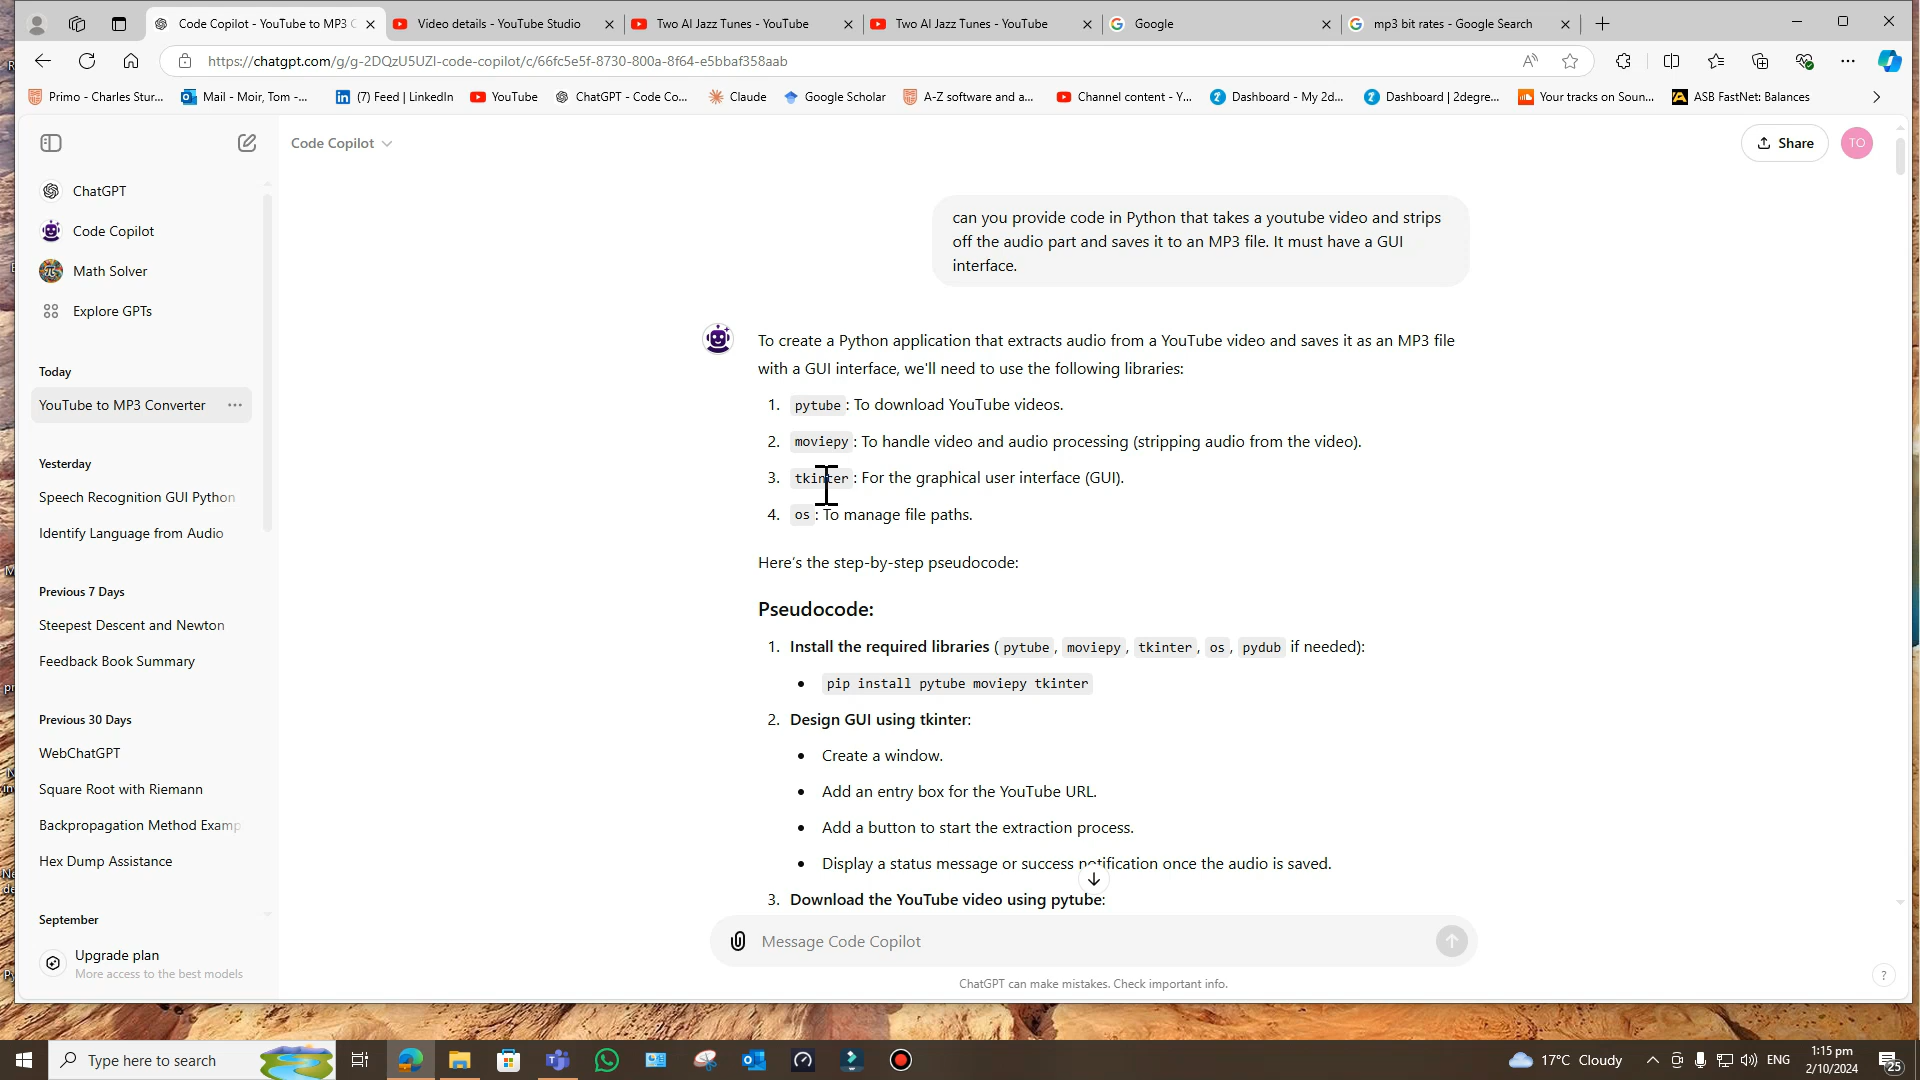 Code Copilot - YouTube to MP3 C
Video details - YouTube Studio
Two AI Jazz Tunes - YouTube
Two AI Jazz Tunes - YouTube
Google
mp3 bit rates - Google Search
https://chatgpt.com/g/g-2DQzU5UZl-code-copilot/c/66fc5e5f-8730-800a-8f64-e5bbaf358aab
Primo - Charles Stur...
Mail - Moir, Tom -...
(7) Feed | LinkedIn
YouTube
ChatGPT - Code Co...
Claude
Google Scholar
A-Z software and a...
Channel content - Y...
Dashboard - My 2d...
Dashboard | 2degre...
Your tracks on Soun...
ASB FastNet: Balances
Code Copilot
Share
TO
ChatGPT
Code Copilot
Math Solver
Explore GPTs
Today
YouTube to MP3 Converter
Yesterday
Speech Recognition GUI Python
Identify Language from Audio
Previous 7 Days
Steepest Descent and Newton
Feedback Book Summary
Previous 30 Days
WebChatGPT
Square Root with Riemann
Backpropagation Method Examp
Hex Dump Assistance
September
Upgrade plan
More access to the best models
can you provide code in Python that takes a youtube video and strips
off the audio part and saves it to an MP3 file. It must have a GUI
interface.
To create a Python application that extracts audio from a YouTube video and saves it as an MP3 file
with a GUI interface, we'll need to use the following libraries:
1. pytube: To download YouTube videos.
2. moviepy: To handle video and audio processing (stripping audio from the video).
3. tkinter: For the graphical user interface (GUI).
4. os: To manage file paths.
Here's the step-by-step pseudocode:
Pseudocode:
1. Install the required libraries (pytube, moviepy, tkinter, os, pydub if needed):
• pip install pytube moviepy tkinter
2. Design GUI using tkinter:
• Create a window.
• Add an entry box for the YouTube URL.
• Add a button to start the extraction process.
• Display a status message or success notification once the audio is saved.
3. Download the YouTube video using pytube:
Message Code Copilot
ChatGPT can make mistakes. Check important info.
?
Type here to search
17°C Cloudy
ENG
1:15 pm
2/10/2024
25